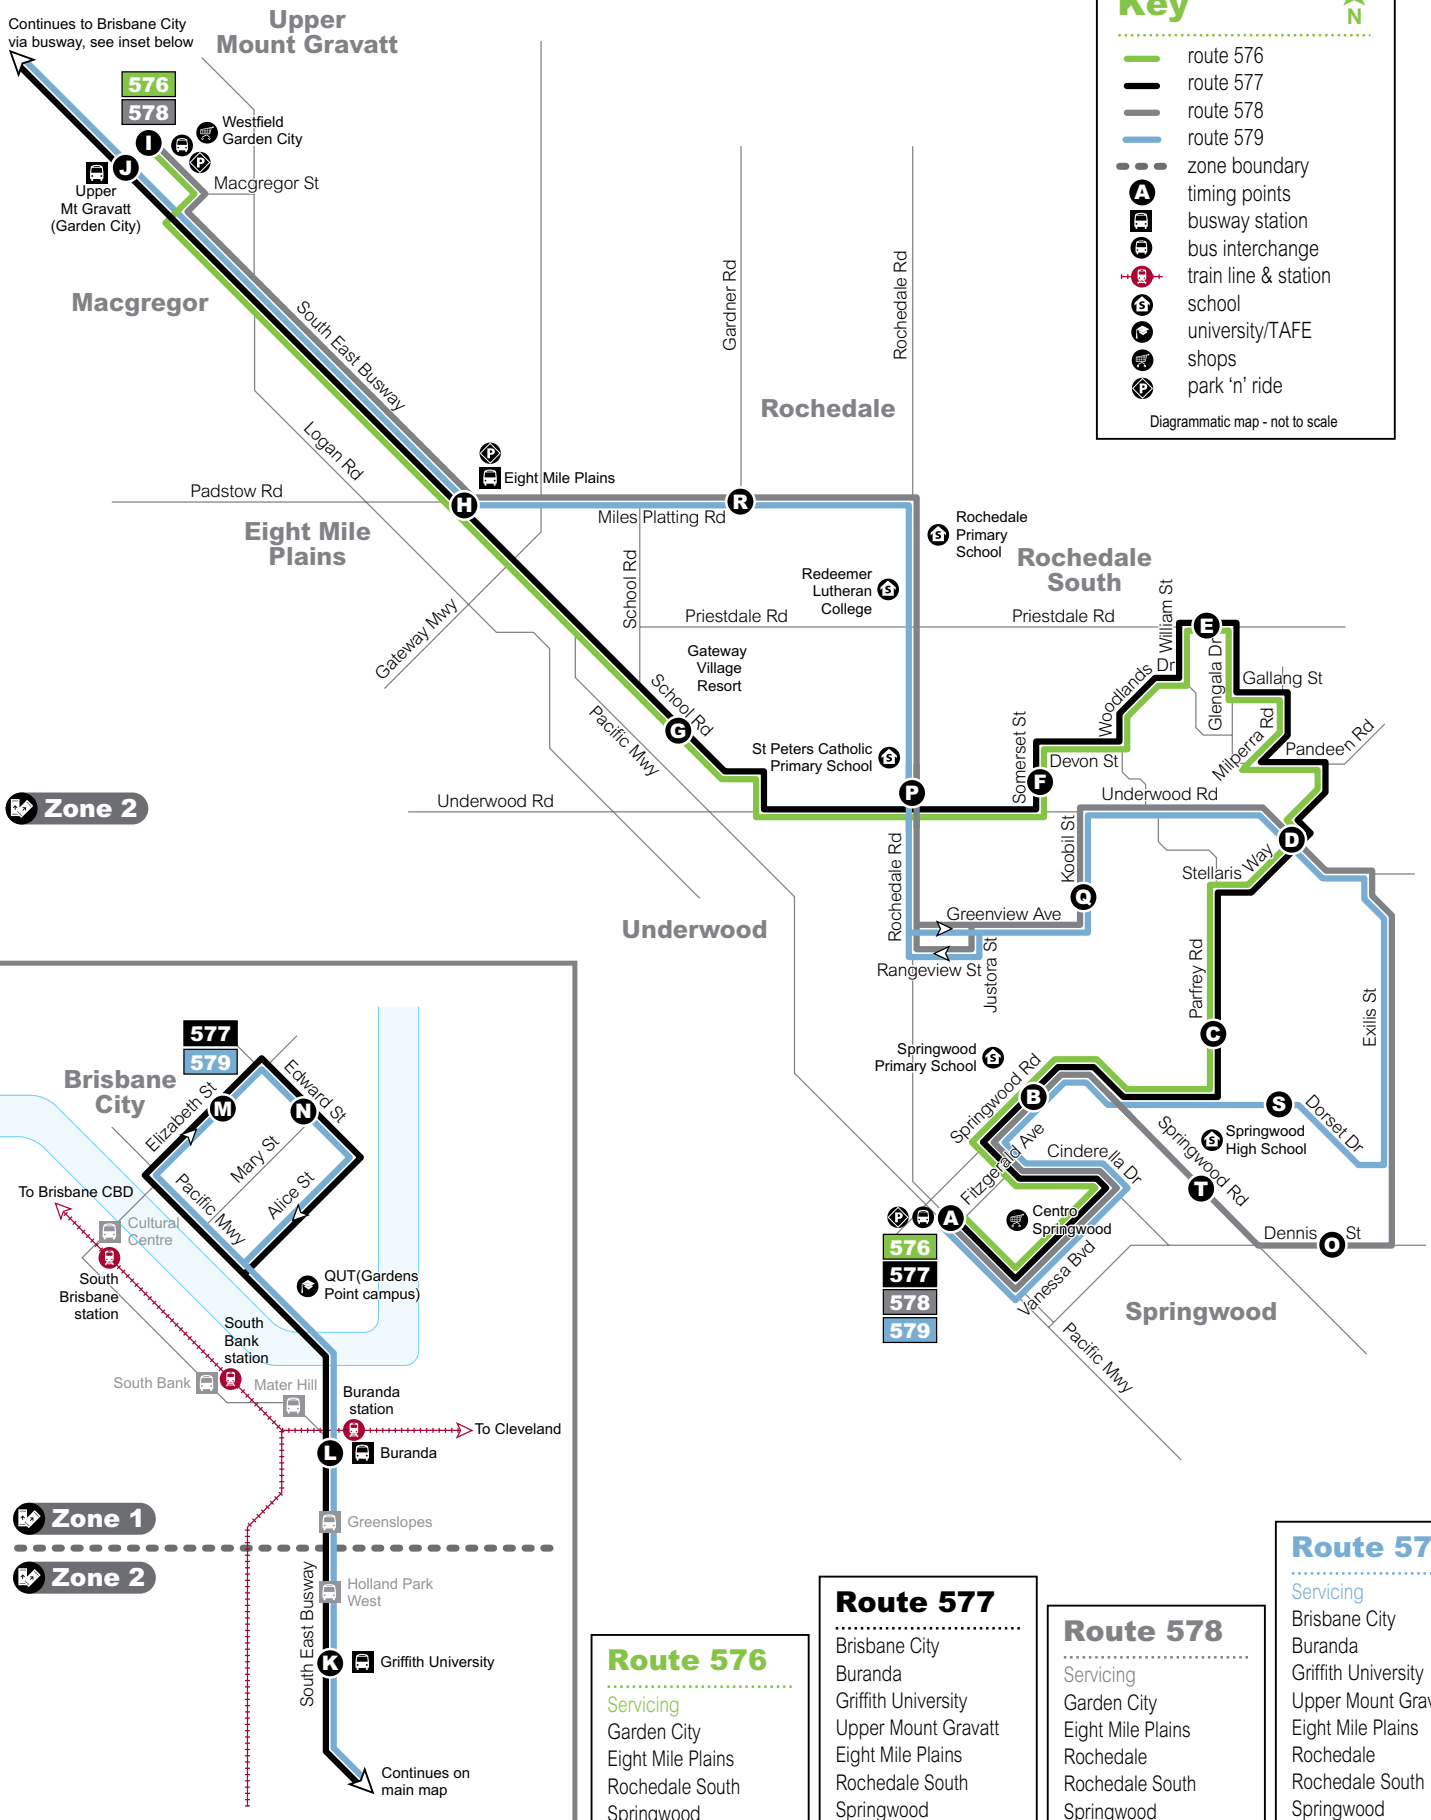 Continues to Brisbane City
via busway, see inset below
Upper
Mount Gravatt
576
578
I
J
Westfield
Garden City
Upper
Mt Gravatt
(Garden City)
Macgregor St
Macgregor
South East Busway
Logan Rd
Padstow Rd
Eight Mile
Plains
Eight Mile Plains
H
Gateway Mwy
Gardner Rd
Rochedale Rd
Rochedale
Miles Platting Rd
R
School Rd
Rochedale
Primary
School
Redeemer
Lutheran
College
Rochedale
South
Priestdale Rd
Priestdale Rd
Gateway
Village
Resort
School Rd
G
Pacific Mwy
St Peters Catholic
Primary School
P
Underwood Rd
Somerset St
F
Devon St
Woodlands Dr
William St
E
Glengala Dr
Gallang St
Milperra Rd
Pandeen Rd
Underwood Rd
D
Stellaris Way
Koobil St
Q
Rochedale Rd
Greenview Ave
Rangeview St
Justora St
Underwood
Parfrey Rd
C
Exilis St
Springwood
Primary School
Springwood Rd
B
Fitzgerald Ave
Cinderella Dr
S
Springwood
High School
Dorset Dr
Springwood Rd
T
Dennis St
O
A
Centro
Springwood
576
577
578
579
Vanessa Bvd
Pacific Mwy
Springwood
Key
N
route 576
route 577
route 578
route 579
zone boundary
A
timing points
busway station
bus interchange
train line & station
school
university/TAFE
shops
park ‘n’ ride
Diagrammatic map - not to scale
Zone 2
577
579
Brisbane
City
Elizabeth St
M
N
Edward St
Mary St
Alice St
Pacific Mwy
To Brisbane CBD
Cultural
Centre
South
Brisbane
station
QUT(Gardens
Point campus)
South
Bank
station
South Bank
Mater Hill
Buranda
station
To Cleveland
L
Buranda
Zone 1
Greenslopes
Zone 2
Holland Park
West
South East Busway
K
Griffith University
Continues on
main map
Route 576
Servicing
Garden City
Eight Mile Plains
Rochedale South
Springwood
Route 577
Brisbane City
Buranda
Griffith University
Upper Mount Gravatt
Eight Mile Plains
Rochedale South
Springwood
Route 578
Servicing
Garden City
Eight Mile Plains
Rochedale
Rochedale South
Springwood
Route 57
Servicing
Brisbane City
Buranda
Griffith University
Upper Mount Grav
Eight Mile Plains
Rochedale
Rochedale South
Springwood